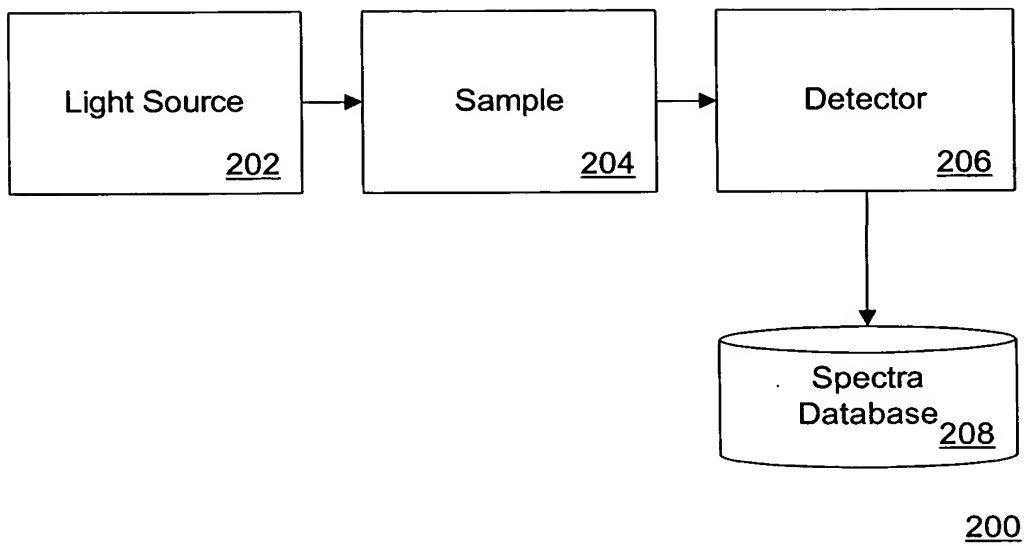 Light Source
202
Sample
204
Detector
206
Spectra
Database
208
200